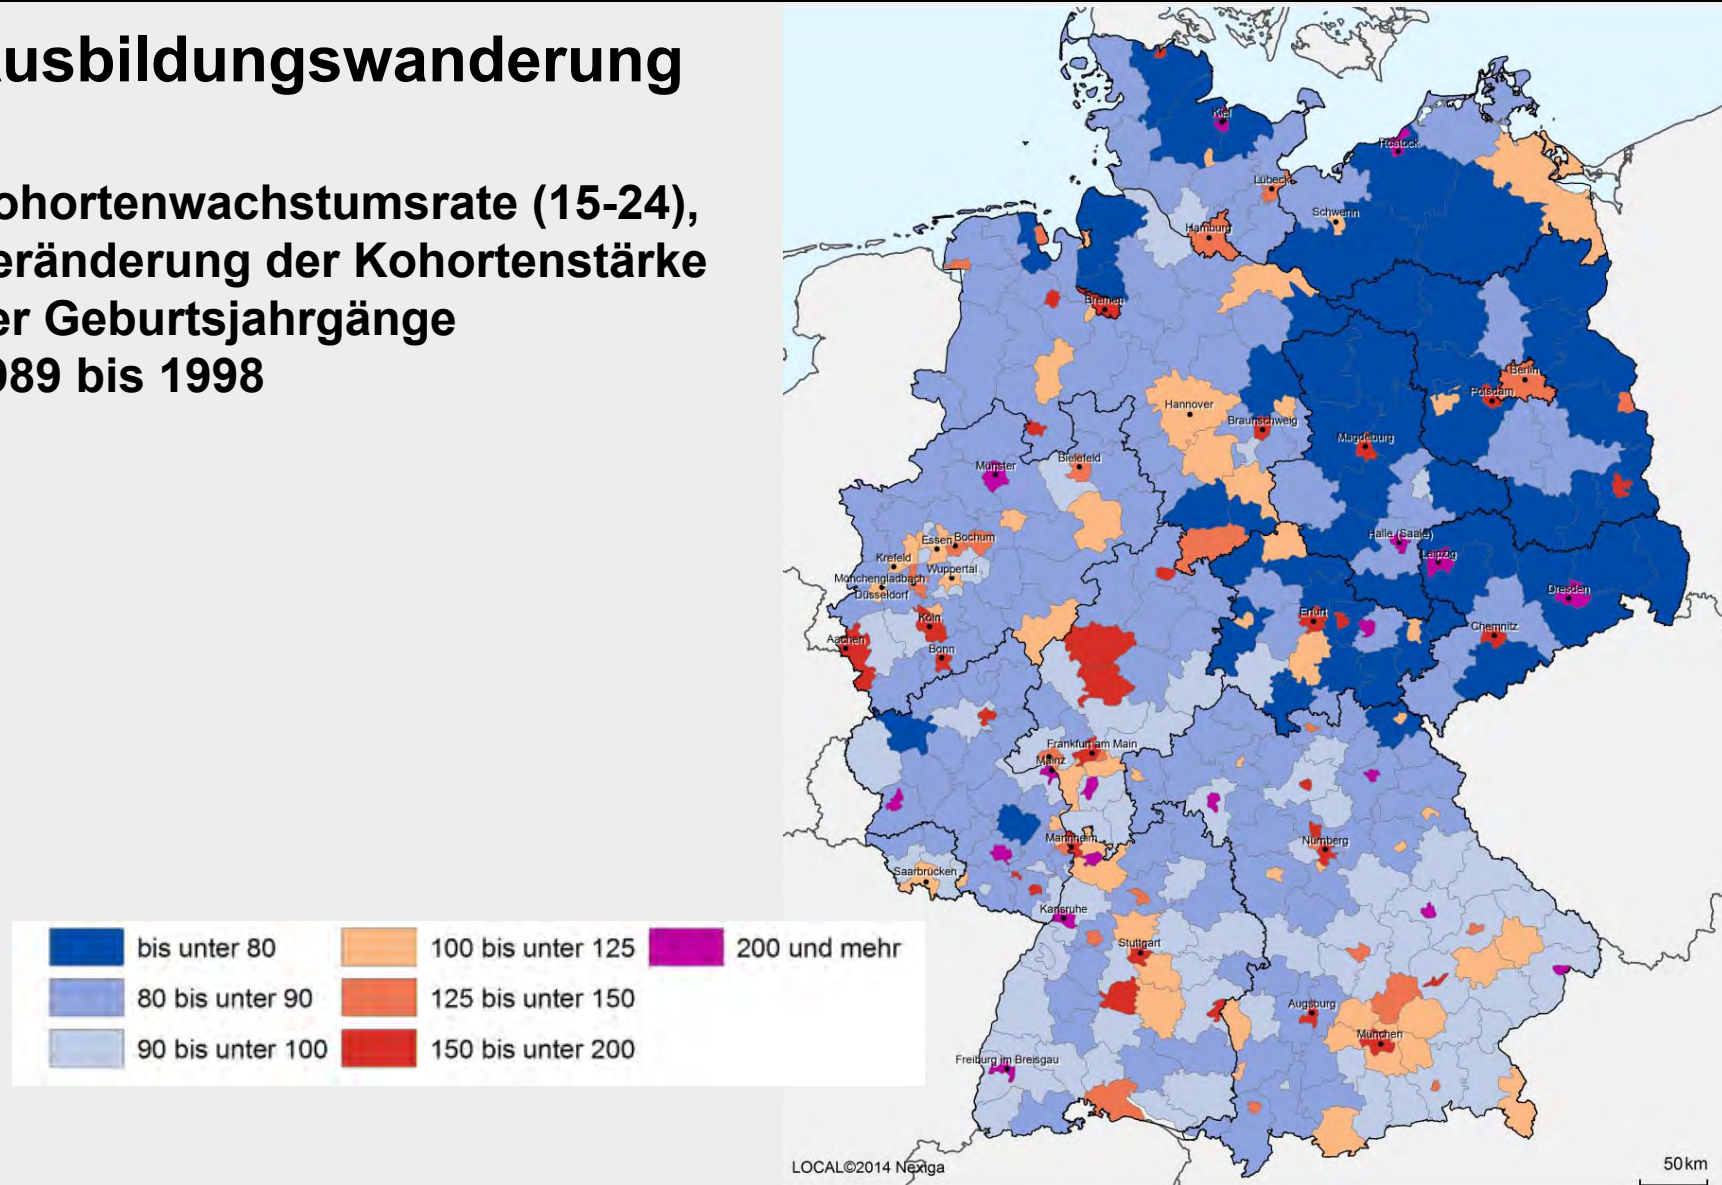 usbildungswanderung
ohortenwachstumsrate (15-24),
eränderung der Kohortenstärke
er Geburtsjahrgänge
989 bis 1998
Kiel
Rostock
Lübeck
Schwerin
Hamburg
Bremen
Berlin
Potsdam
Hannover
Braunschweig
Magdeburg
Bielefeld
Münster
Halle (Saale)
Leipzig
Essen
Bochum
Krefeld
Wuppertal
Mönchengladbach
Düsseldorf
Dresden
Köln
Erfurt
Chemnitz
Aachen
Bonn
Frankfurt am Main
Mainz
Mannheim
Nürnberg
Saarbrücken
Karlsruhe
Stuttgart
Augsburg
München
Freiburg im Breisgau
bis unter 80
80 bis unter 90
90 bis unter 100
100 bis unter 125
125 bis unter 150
150 bis unter 200
200 und mehr
LOCAL©2014 Nexiga
50 km